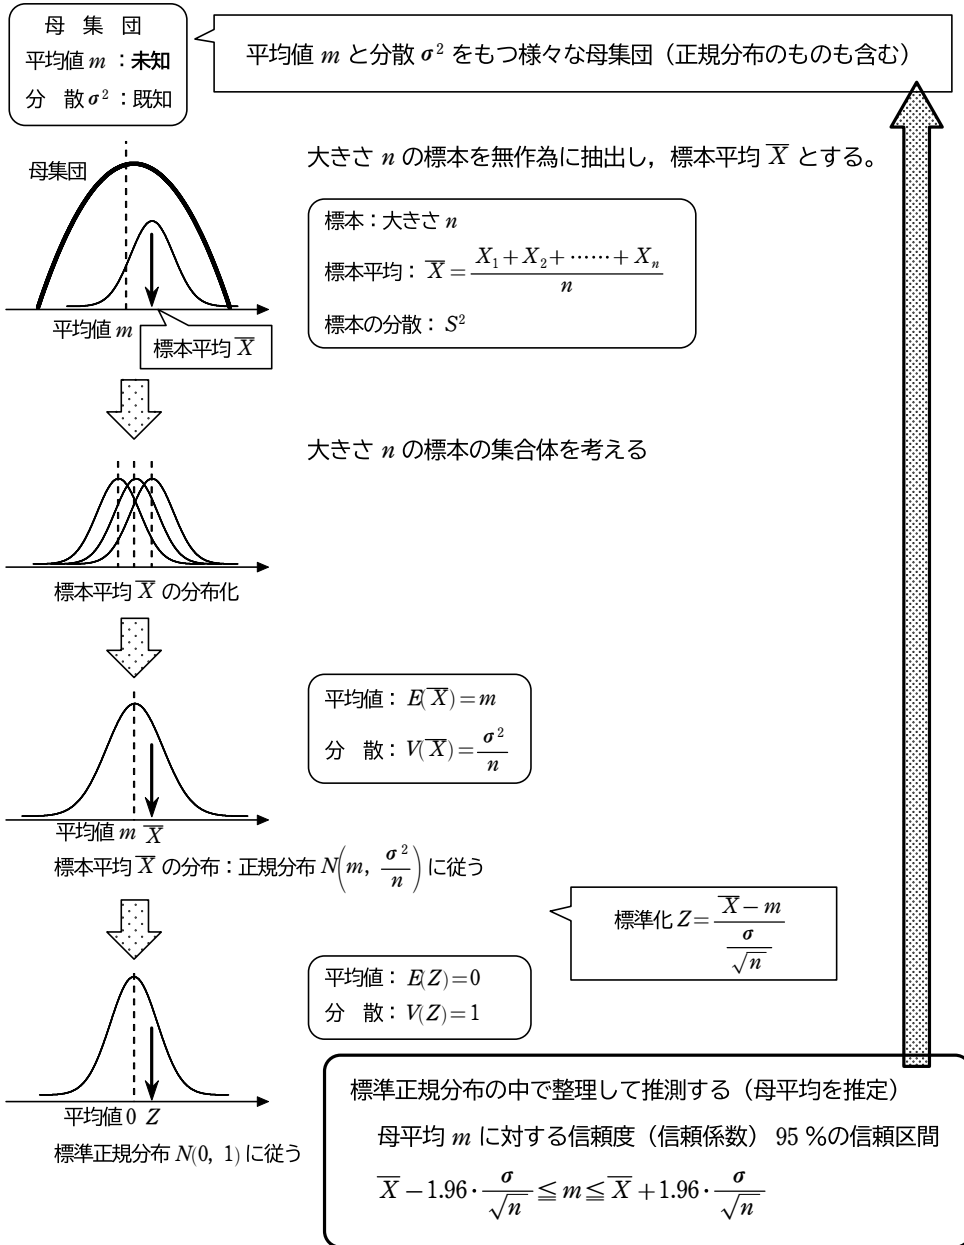 母 集 団
平均値 m ：未知
分 散 σ² ：既知
平均値 m と分散 σ² をもつ様々な母集団（正規分布のものも含む）
大きさ n の標本を無作為に抽出し，標本平均 X̅ とする。
母集団
平均値 m
標本平均 X̅
標本：大きさ n
標本平均： X̅ = (X₁ + X₂ + …… + Xₙ) / n
標本の分散： S²
大きさ n の標本の集合体を考える
標本平均 X̅ の分布化
平均値 m X̅
平均値： E(X̅) = m
分 散： V(X̅) = σ² / n
標本平均 X̅ の分布：正規分布 N(m, σ²/n) に従う
標準化 Z = (X̅ − m) / (σ/√n)
平均値： E(Z) = 0
分 散： V(Z) = 1
平均値 0 Z
標準正規分布 N(0, 1) に従う
標準正規分布の中で整理して推測する（母平均を推定）
母平均 m に対する信頼度（信頼係数）95 %の信頼区間
X̅ − 1.96・σ/√n ≦ m ≦ X̅ + 1.96・σ/√n